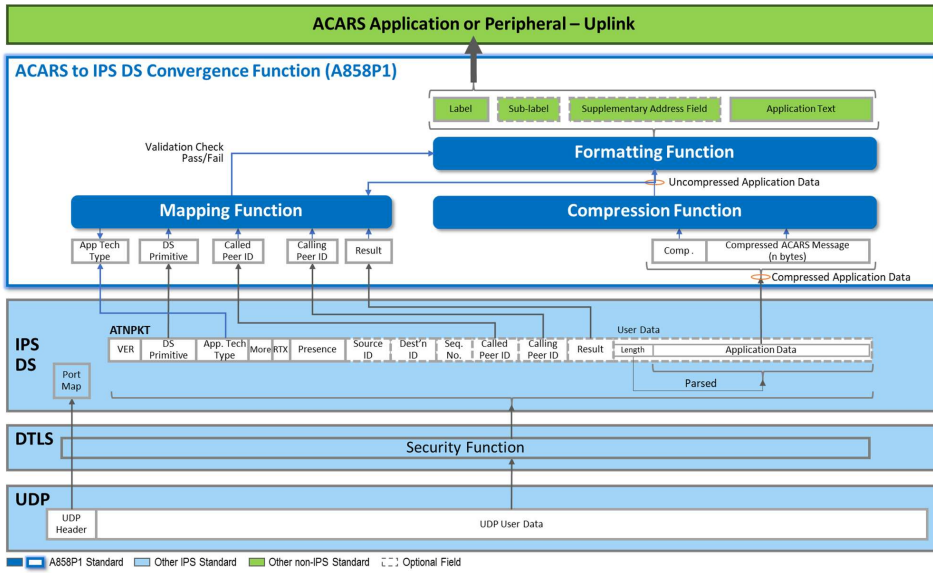 ACARS Application or Peripheral – Uplink
ACARS to IPS DS Convergence Function (A858P1)
Label
Sub-label
Supplementary Address Field
Application Text
Validation Check
Pass/Fail
Formatting Function
Uncompressed Application Data
Mapping Function
Compression Function
App Tech
Type
DS
Primitive
Called
Peer ID
Calling
Peer ID
Result
Comp.
Compressed ACARS Message
(n bytes)
Compressed Application Data
IPS
DS
ATNPKT
User Data
VER
DS
Primitive
App. Tech
Type
More
RTX
Presence
Source
ID
Dest'n
ID
Seq.
No.
Called
Peer ID
Calling
Peer ID
Result
Length
Application Data
Port
Map
Parsed
DTLS
Security Function
UDP
UDP
Header
UDP User Data
A858P1 Standard
Other IPS Standard
Other non-IPS Standard
Optional Field